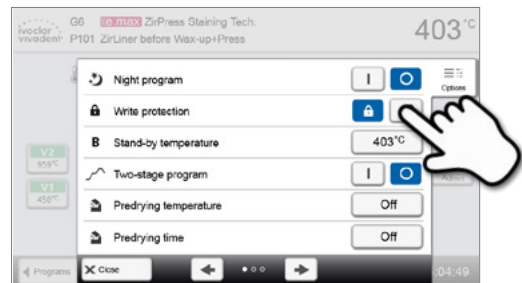 ivoclar
vivadent
G6 IPS e.max ZirPress Staining Tech.
P101 ZirLiner before Wax-up+Press
403°C
Night program
I O
Options
Write protection
B Stand-by temperature 403°C
V2
959°C
Two-stage program I O
V1
450°C
Predrying temperature Off
Predrying time Off
Programs
Close
:04:49